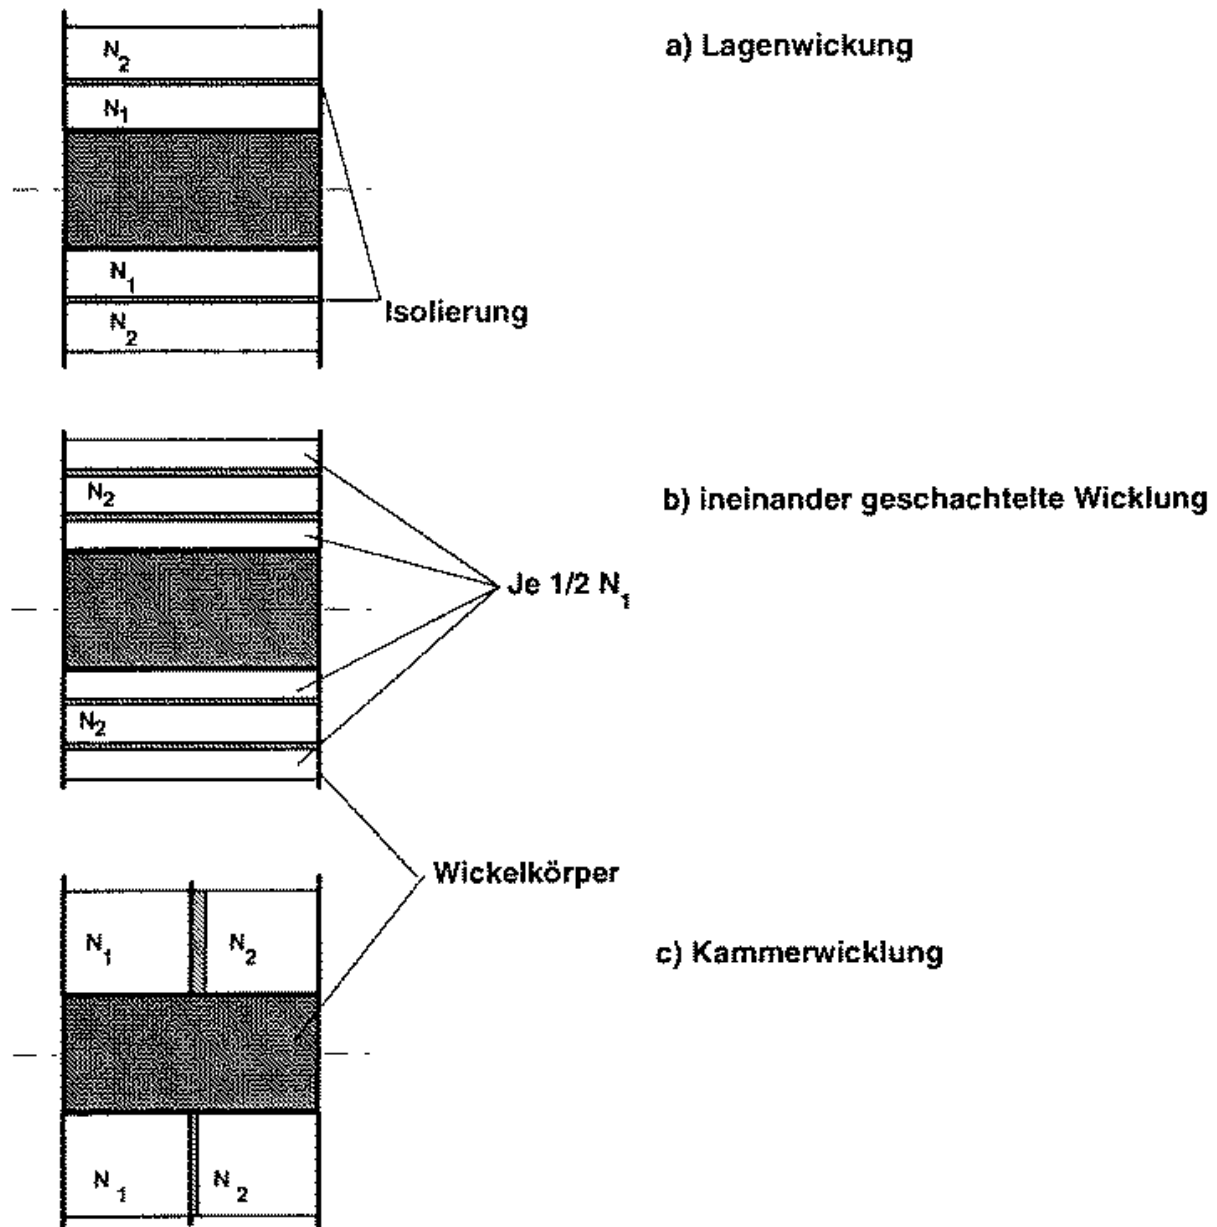 N2
a) Lagenwickung
N1
N1
Isolierung
N2
N2
b) ineinander geschachtelte Wicklung
Je 1/2 N1
N2
Wickelkörper
N1 N2
c) Kammerwicklung
N1 N2